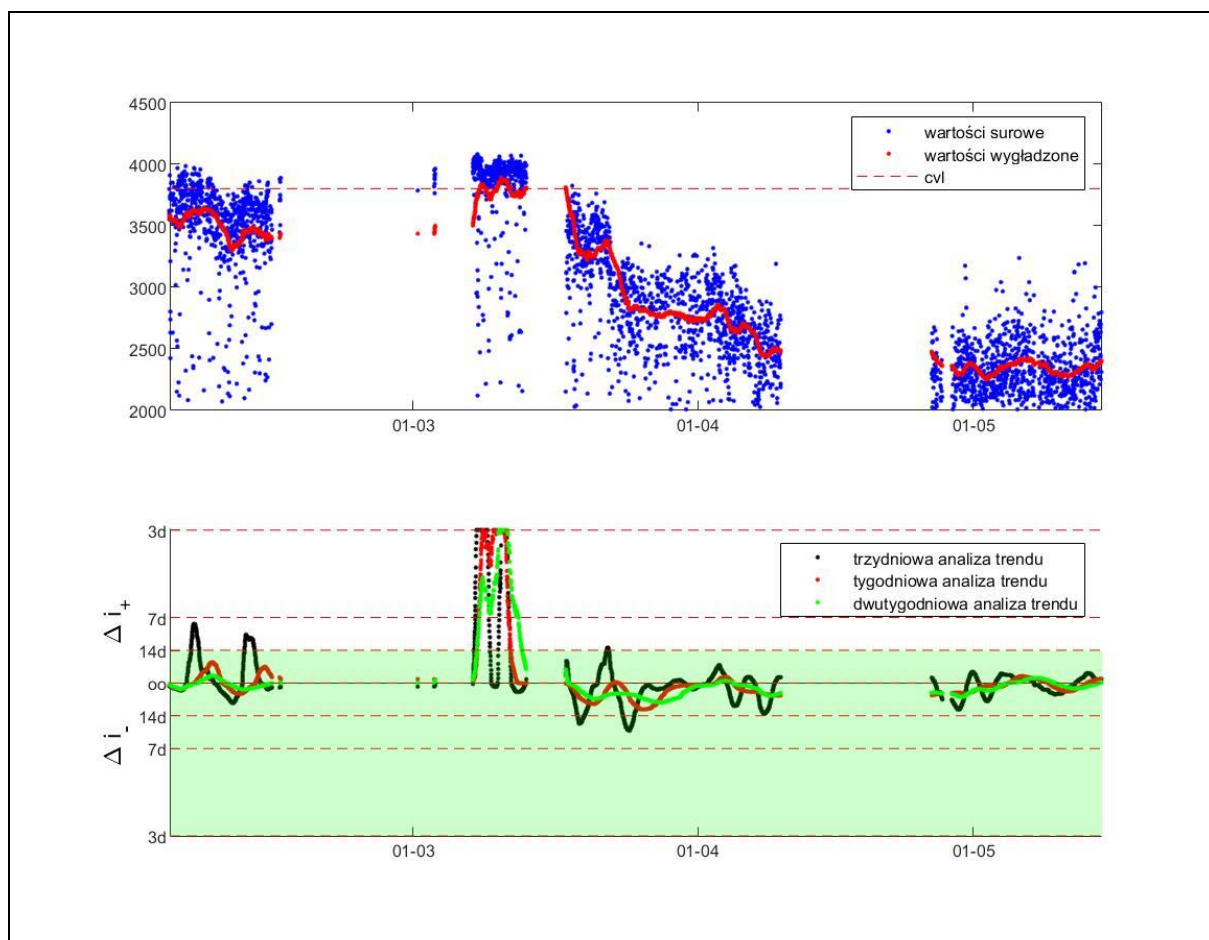 4500
4000
3500
3000
2500
2000
wartości surowe
wartości wygładzone
cvl
01-03
01-04
01-05
3d
7d
14d
oo
14d
7d
3d
Δ i+
Δ i-
trzydniowa analiza trendu
tygodniowa analiza trendu
dwutygodniowa analiza trendu
01-03
01-04
01-05